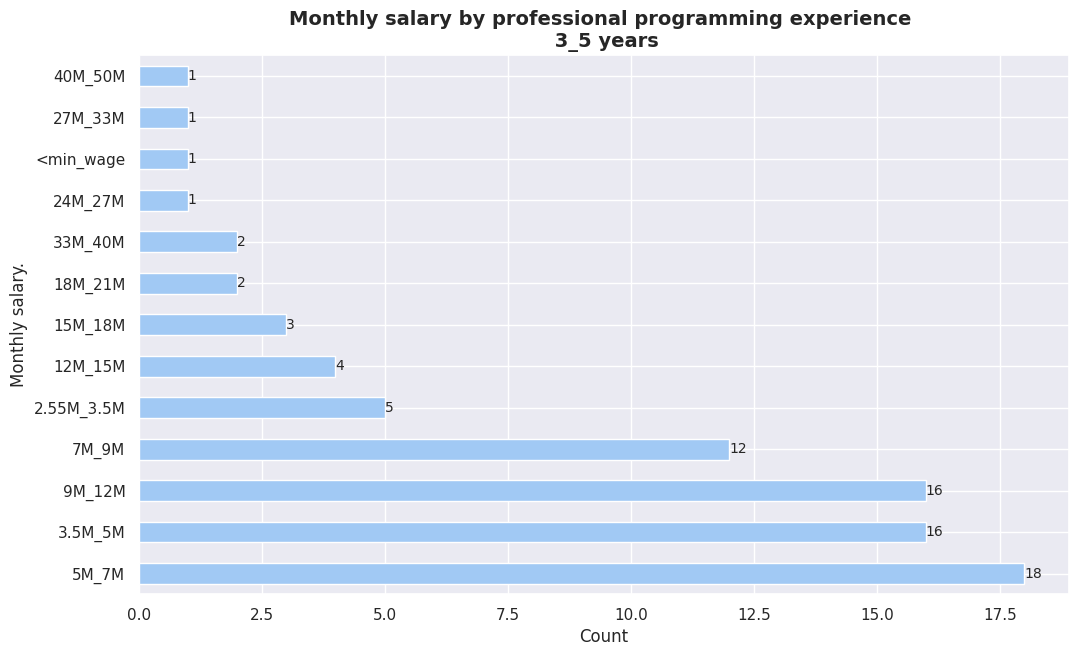 Monthly salary by professional programming experience
3_5 years
Monthly salary.
40M_50M 1
27M_33M 1
<min_wage 1
24M_27M 1
33M_40M 2
18M_21M 2
15M_18M 3
12M_15M 4
2.55M_3.5M 5
7M_9M 12
9M_12M 16
3.5M_5M 16
5M_7M 18
0.0 2.5 5.0 7.5 10.0 12.5 15.0 17.5
Count